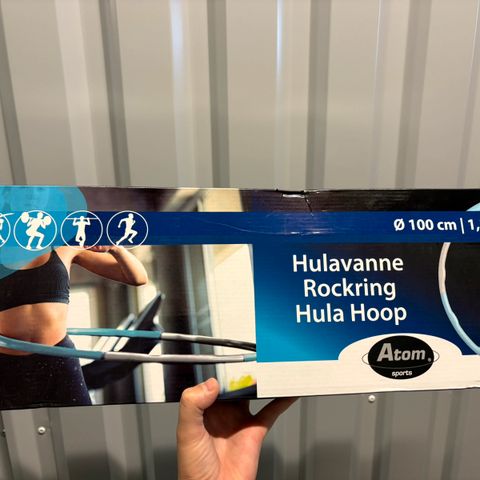 Ø 100 cm | 1,
Hulavanne
Rockring
Hula Hoop
Atom®
sports